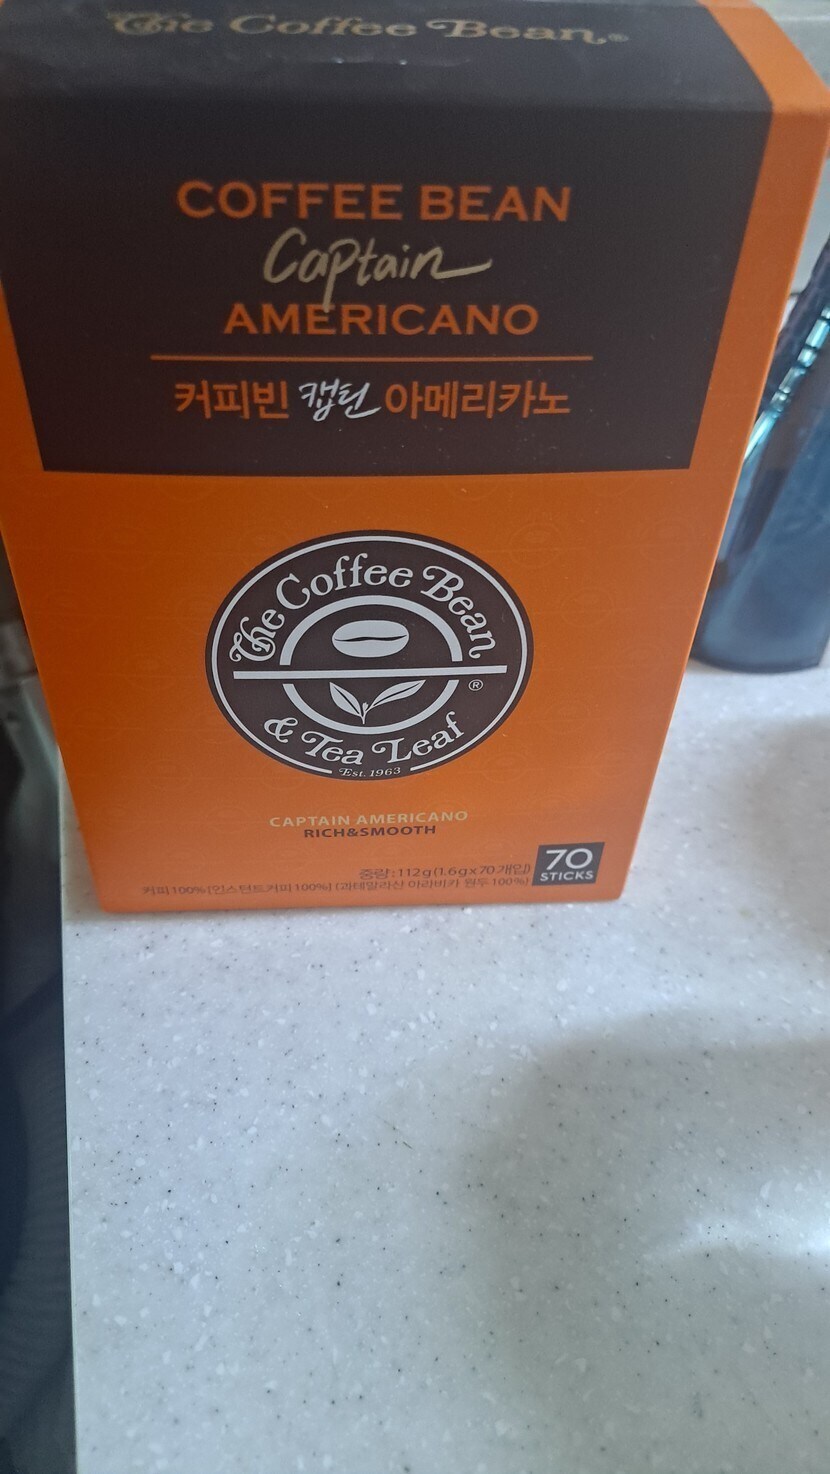 The Coffee Bean®
COFFEE BEAN
Captain
AMERICANO
커피빈 캡틴 아메리카노
The Coffee Bean
®
& Tea Leaf
Est. 1963
CAPTAIN AMERICANO
RICH&SMOOTH
중량:112g(1.6gx70개입)
커피100%[인스턴트커피100%] (과테말라산 아라비카 원두100%)
70
STICKS